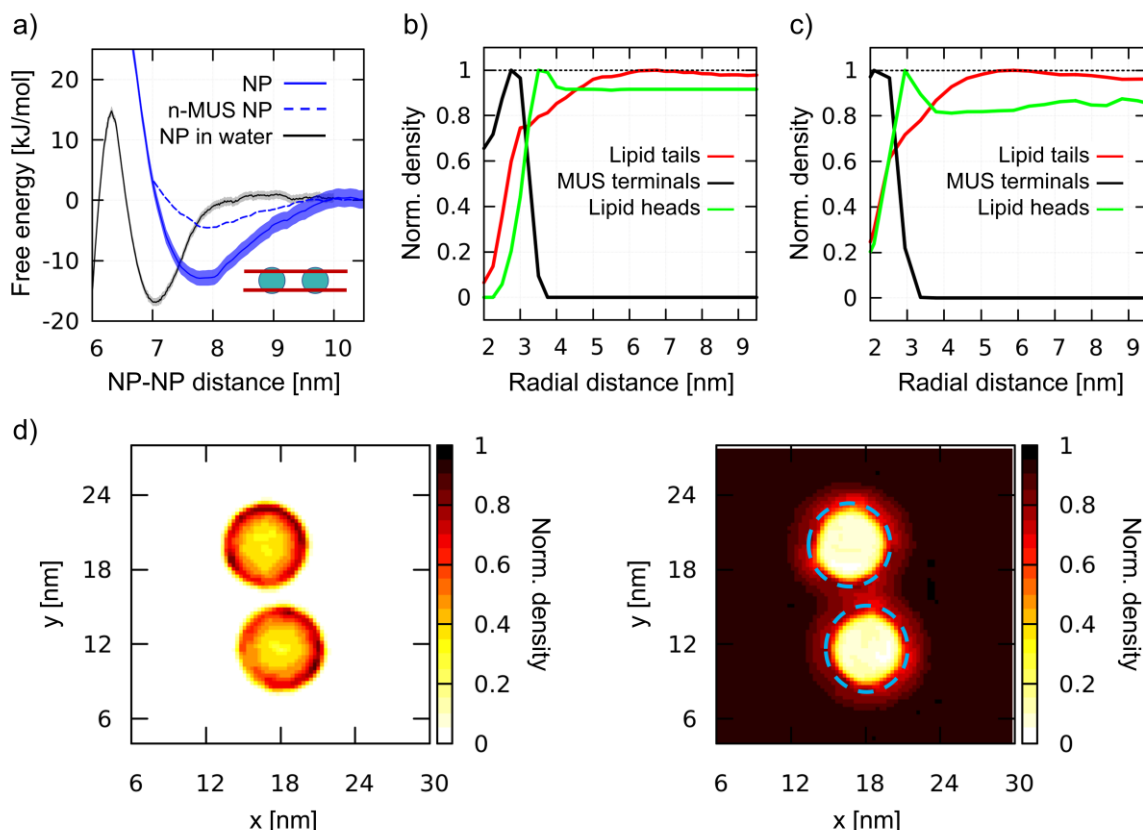 a)
Free energy [kJ/mol]
20
10
0
-10
-20
6 7 8 9 10
NP-NP distance [nm]
NP
n-MUS NP
NP in water
b)
Norm. density
1
0.8
0.6
0.4
0.2
0
2 3 4 5 6 7 8 9
Radial distance [nm]
Lipid tails
MUS terminals
Lipid heads
c)
Norm. density
1
0.8
0.6
0.4
0.2
0
2 3 4 5 6 7 8 9
Radial distance [nm]
Lipid tails
MUS terminals
Lipid heads
d)
y [nm]
24
18
12
6
6 12 18 24 30
x [nm]
1
0.8
0.6
0.4
0.2
0
Norm. density
y [nm]
24
18
12
6
6 12 18 24 30
x [nm]
1
0.8
0.6
0.4
0.2
0
Norm. density